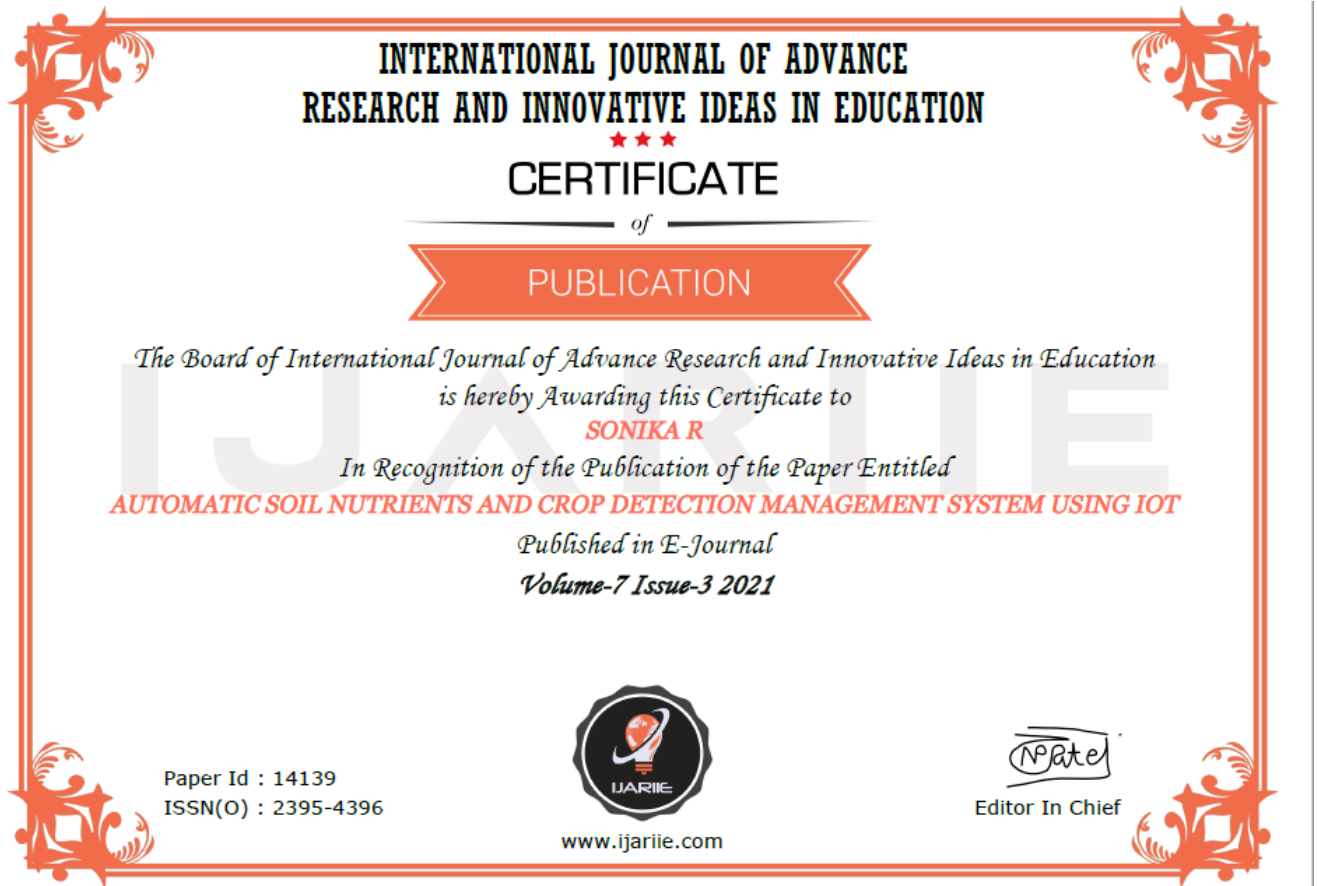 INTERNATIONAL JOURNAL OF ADVANCE
RESEARCH AND INNOVATIVE IDEAS IN EDUCATION
CERTIFICATE
of
PUBLICATION
The Board of International Journal of Advance Research and Innovative Ideas in Education
is hereby Awarding this Certificate to
SONIKA R
In Recognition of the Publication of the Paper Entitled
AUTOMATIC SOIL NUTRIENTS AND CROP DETECTION MANAGEMENT SYSTEM USING IOT
Published in E-Journal
Volume-7 Issue-3 2021
IJARIIE
Paper Id : 14139
ISSN(O) : 2395-4396
IJARIIE
www.ijariie.com
Editor In Chief